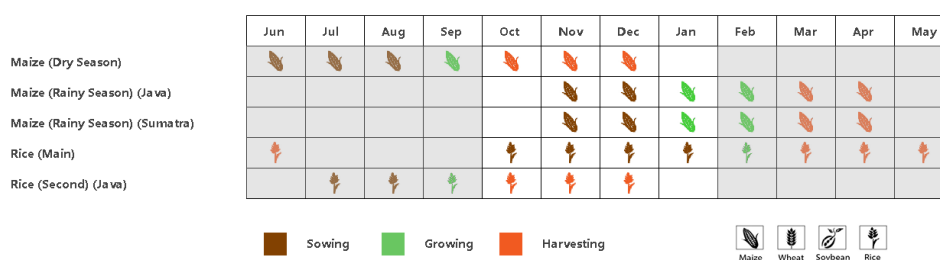 Jun Jul Aug Sep Oct Nov Dec Jan Feb Mar Apr May
Maize (Dry Season)
Maize (Rainy Season) (Java)
Maize (Rainy Season) (Sumatra)
Rice (Main)
Rice (Second) (Java)
Sowing Growing Harvesting
Maize Wheat Soybean Rice